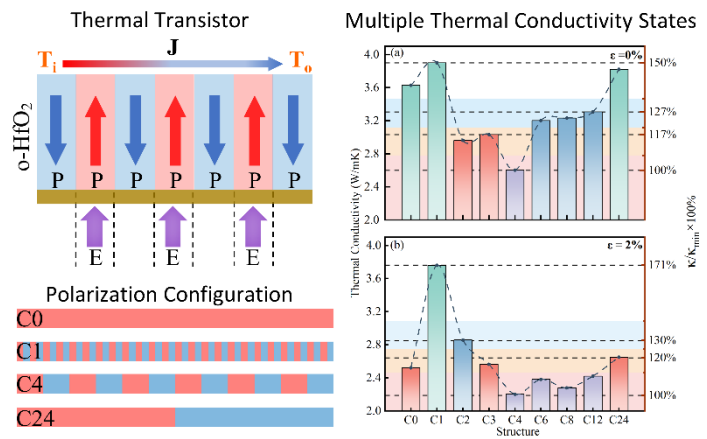 Thermal Transistor
J
T_i
T_o
o-HfO₂
P P P P P P P
E E E
Polarization Configuration
C0
C1
C4
C24
Multiple Thermal Conductivity States
(a)
ε =0%
4.0
3.6
3.2
2.8
2.4
2.0
150%
127%
117%
100%
(b)
ε = 2%
4.0
3.6
3.2
2.8
2.4
2.0
171%
130%
120%
100%
Thermal Conductivity (W/mK)
κ/κ_min×100%
C0 C1 C2 C3 C4 C6 C8 C12 C24
Structure